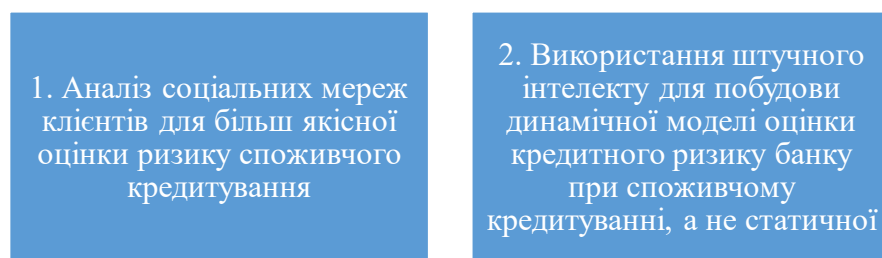 1. Аналіз соціальних мереж
клієнтів для більш якісної
оцінки ризику споживчого
кредитування
2. Використання штучного
інтелекту для побудови
динамічної моделі оцінки
кредитного ризику банку
при споживчому
кредитуванні, а не статичної